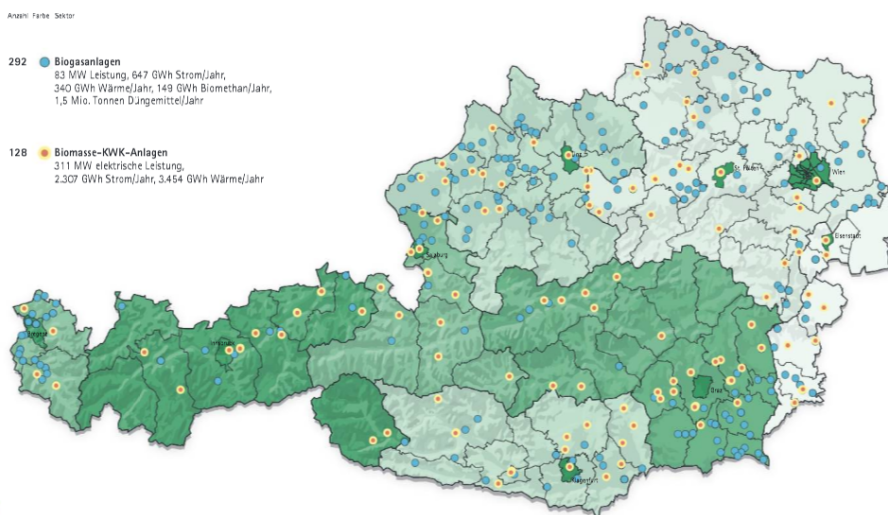 Anzahl Farbe Sektor
292 Biogasanlagen
83 MW Leistung, 647 GWh Strom/Jahr,
340 GWh Wärme/Jahr, 149 GWh Biomethan/Jahr,
1,5 Mio. Tonnen Düngemittel/Jahr
128 Biomasse-KWK-Anlagen
311 MW elektrische Leistung,
2.307 GWh Strom/Jahr, 3.454 GWh Wärme/Jahr
Linz
St. Pölten
Wien
Eisenstadt
Salzburg
Bregenz
Innsbruck
Graz
Klagenfurt